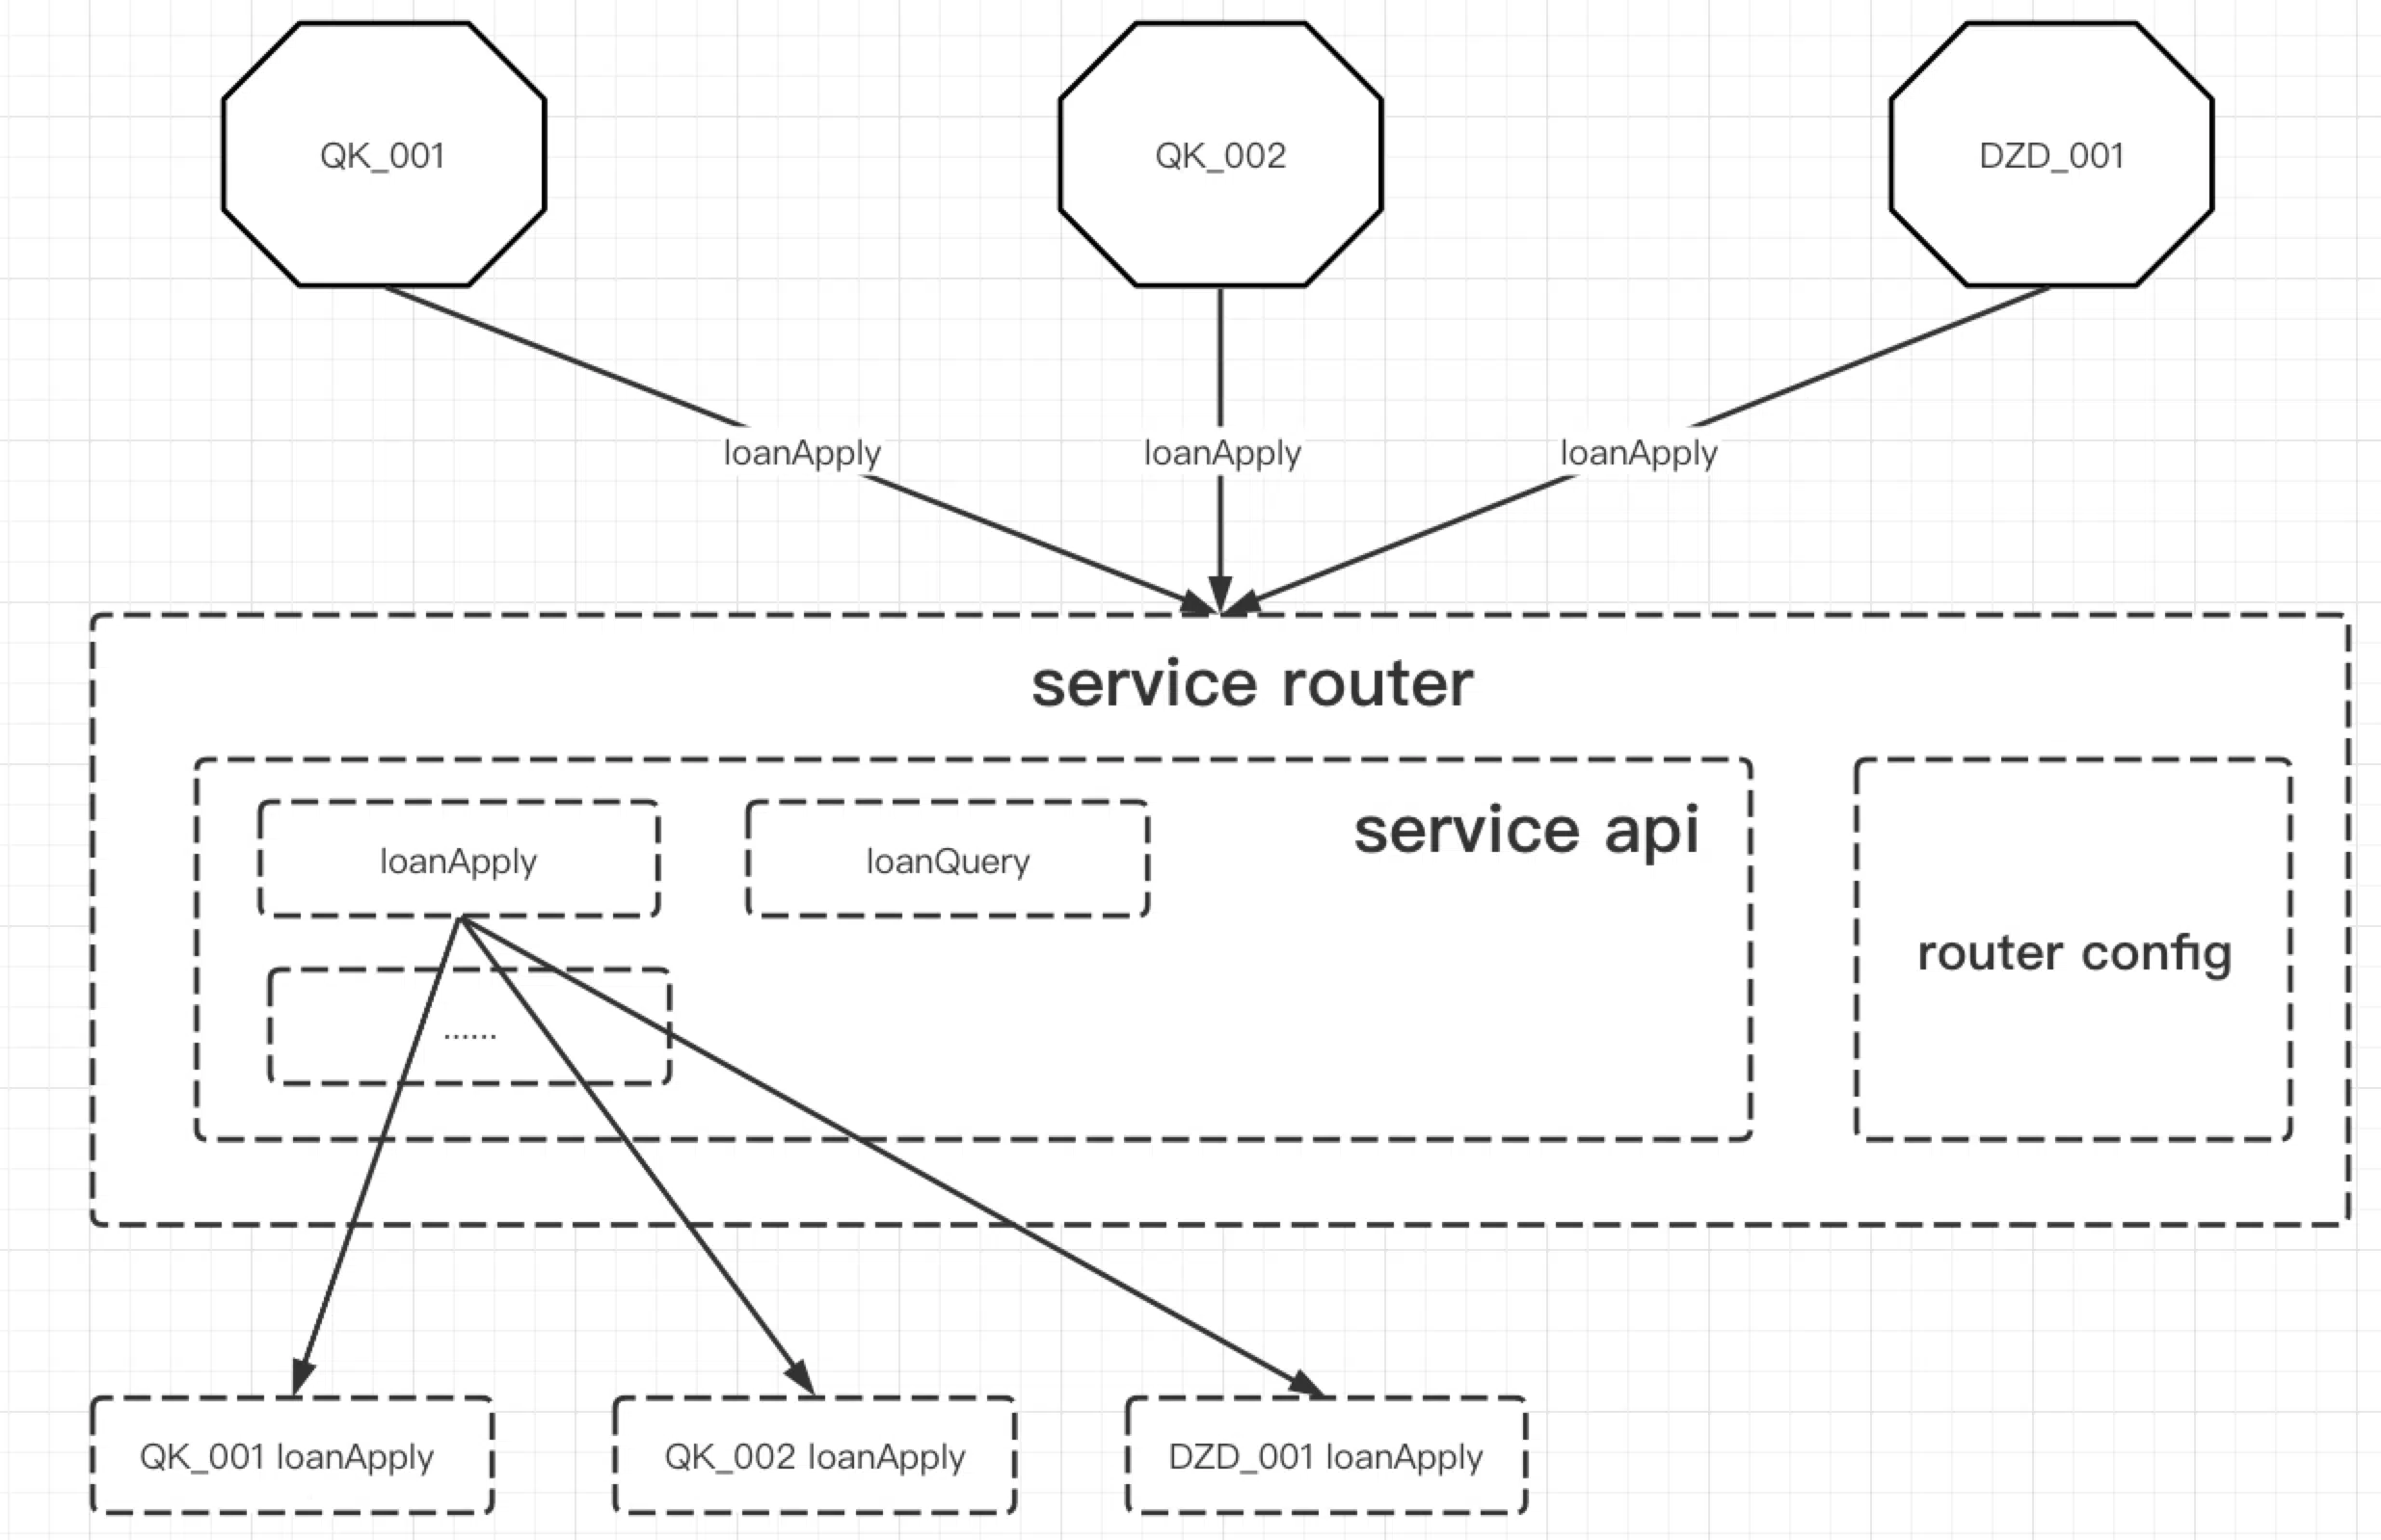 QK_001
QK_002
DZD_001
loanApply
loanApply
loanApply
service router
loanApply
loanQuery
service api
router config
......
QK_001 loanApply
QK_002 loanApply
DZD_001 loanApply